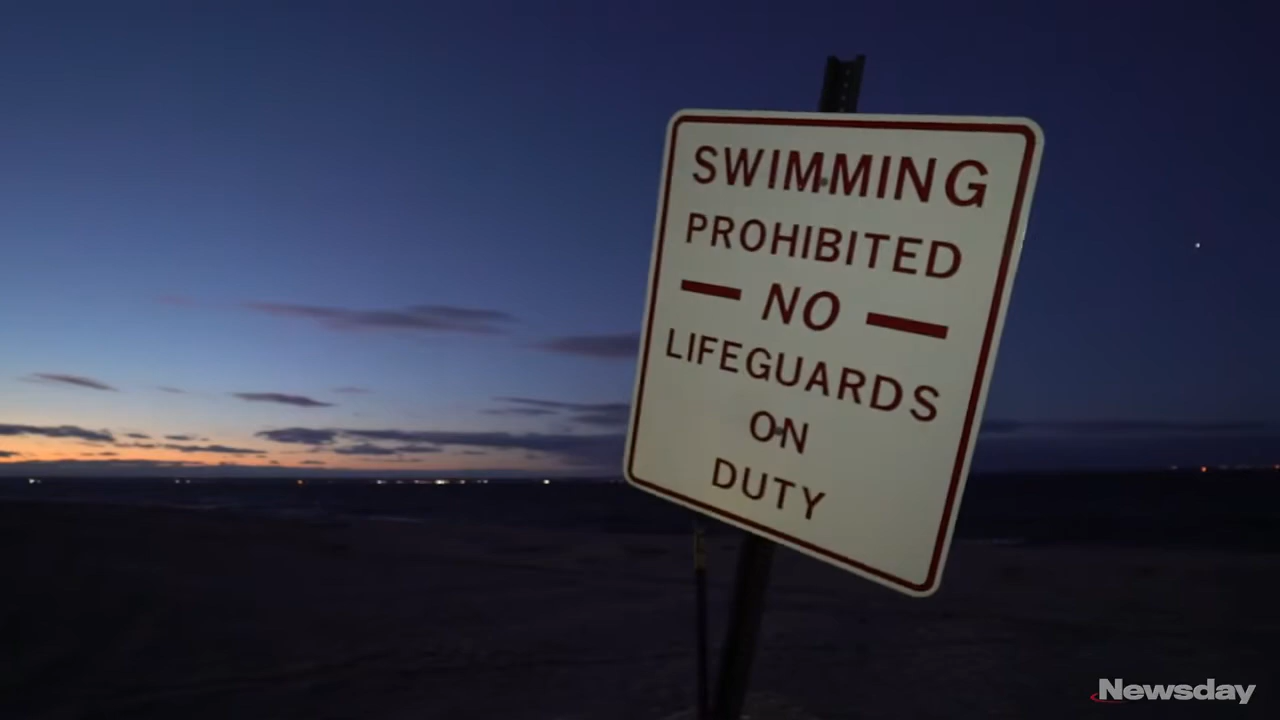 SWIMMING
PROHIBITED
NO
LIFEGUARDS
ON
DUTY
Newsday